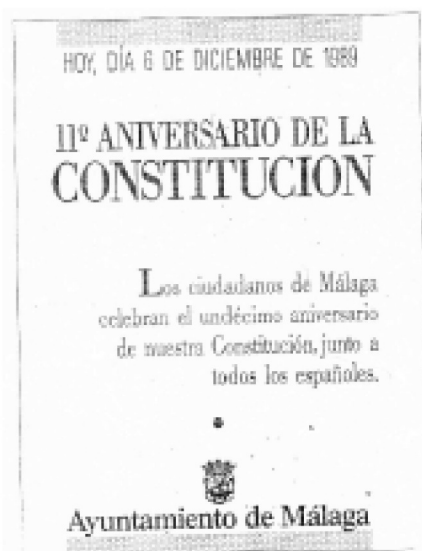 HOY, DÍA 6 DE DICIEMBRE DE 1989
11º ANIVERSARIO DE LA
CONSTITUCION
Los ciudadanos de Málaga
celebran el undécimo aniversario
de nuestra Constitución, junto a
todos los españoles.
Ayuntamiento de Málaga